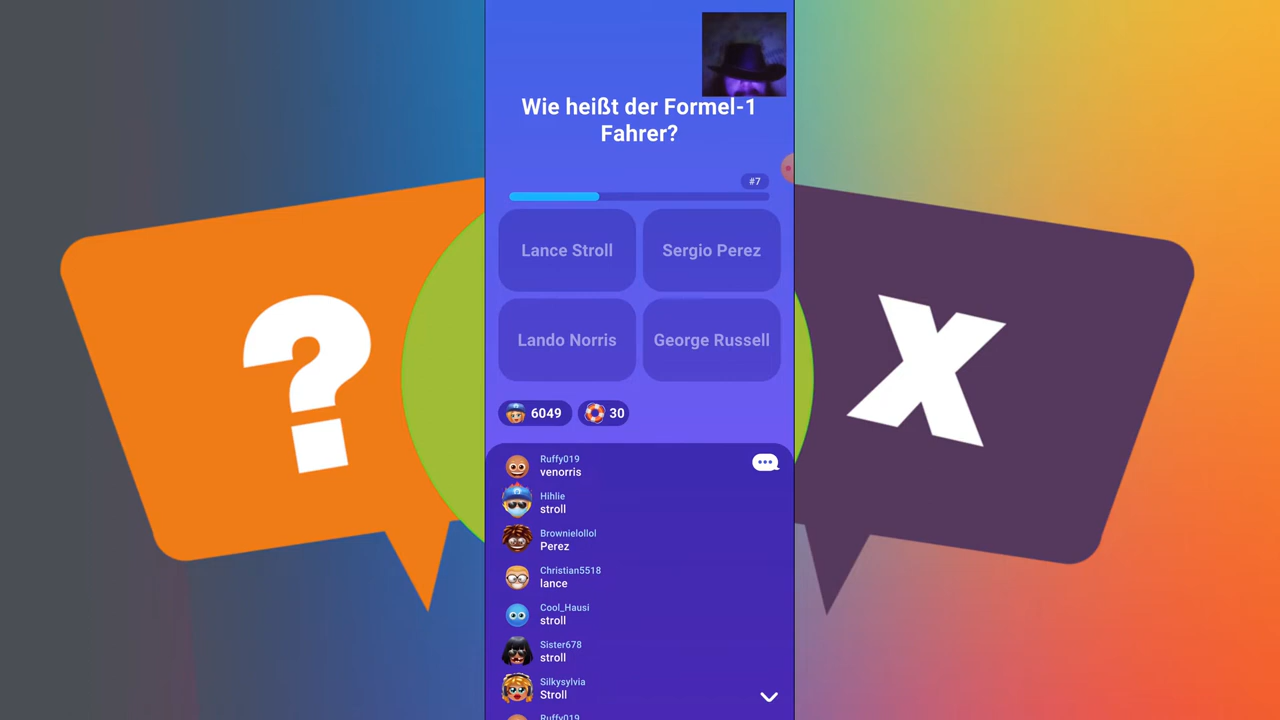 Wie heißt der Formel-1
Fahrer?
#7
Lance Stroll
Sergio Perez
Lando Norris
George Russell
6049
30
?
X
Ruffy019
venorris
Hihlie
stroll
Brownielollol
Perez
Christian5518
lance
Cool_Hausi
stroll
Sister678
stroll
Silkysylvia
Stroll
Ruffy019